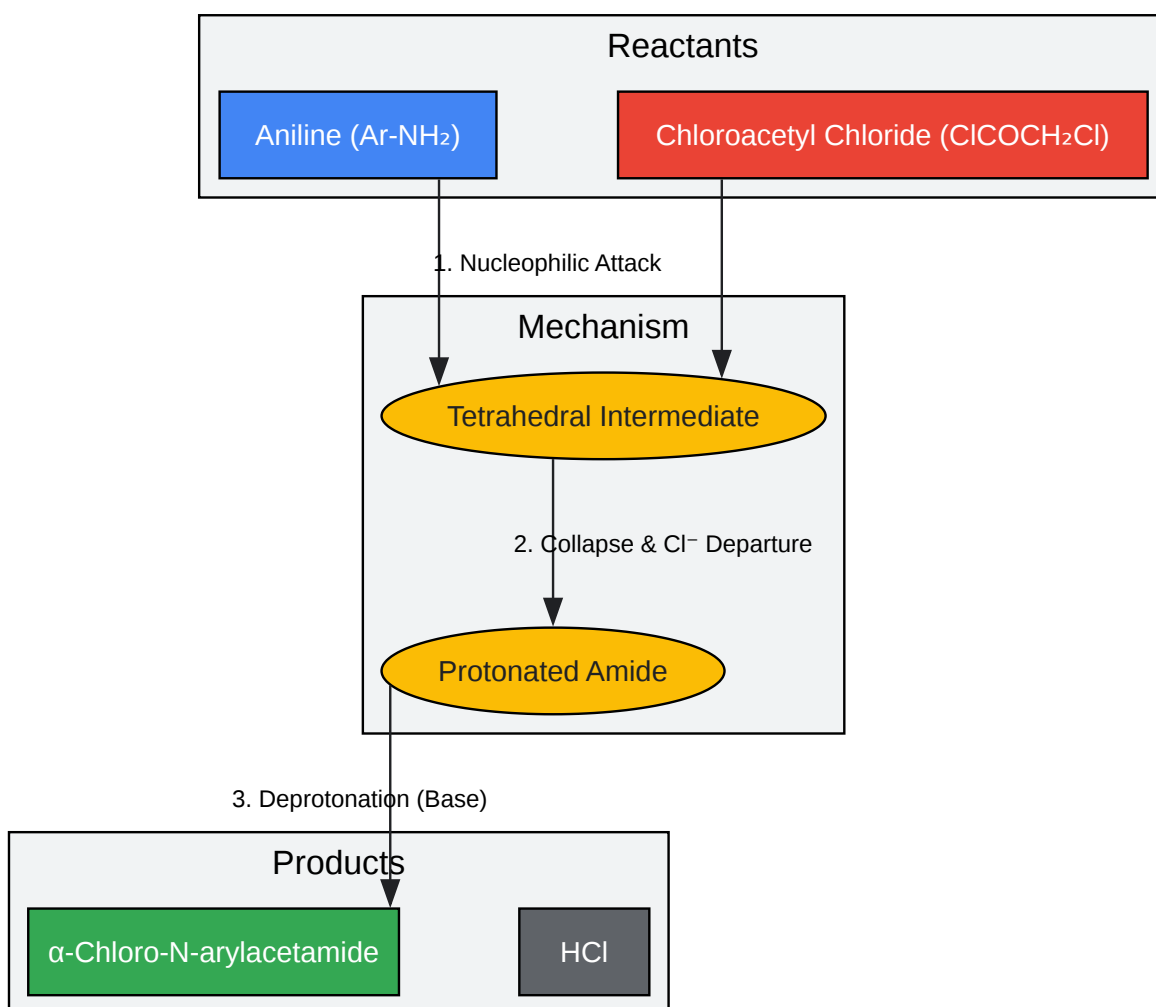 Reactants
Aniline (Ar-NH₂)
Chloroacetyl Chloride (ClCOCH₂Cl)
1. Nucleophilic Attack
Mechanism
Tetrahedral Intermediate
2. Collapse & Cl⁻ Departure
Protonated Amide
3. Deprotonation (Base)
Products
α-Chloro-N-arylacetamide
HCl